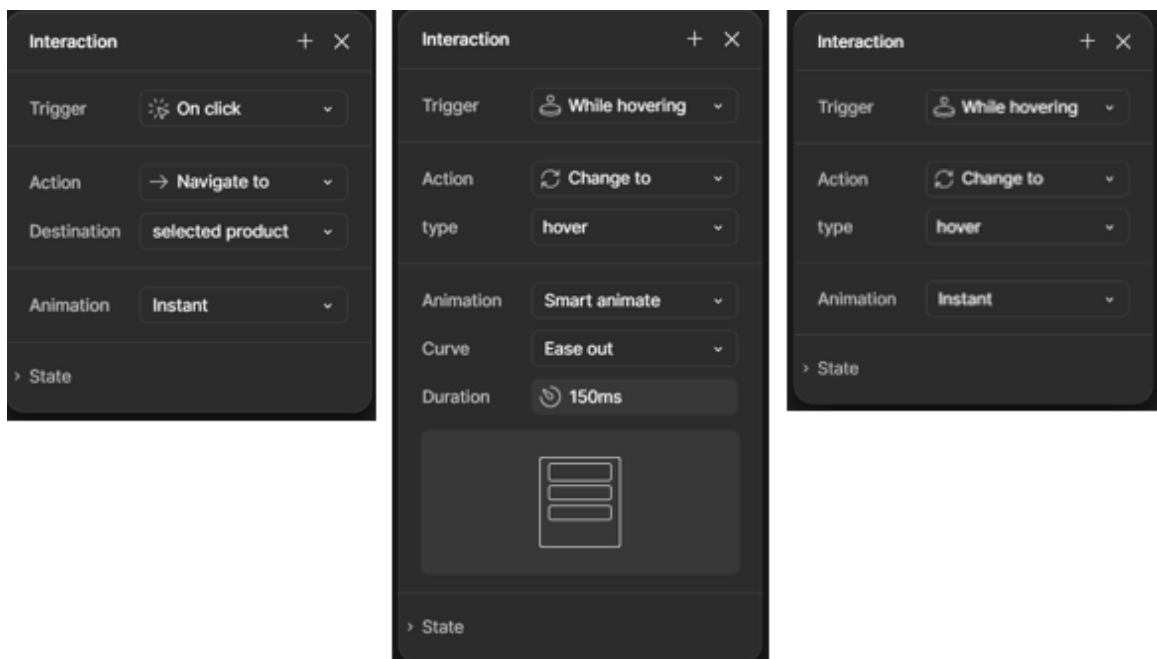 Interaction
Trigger On click
Action Navigate to
Destination selected product
Animation Instant
State
Interaction
Trigger While hovering
Action Change to
type hover
Animation Smart animate
Curve Ease out
Duration 150ms
State
Interaction
Trigger While hovering
Action Change to
type hover
Animation Instant
State